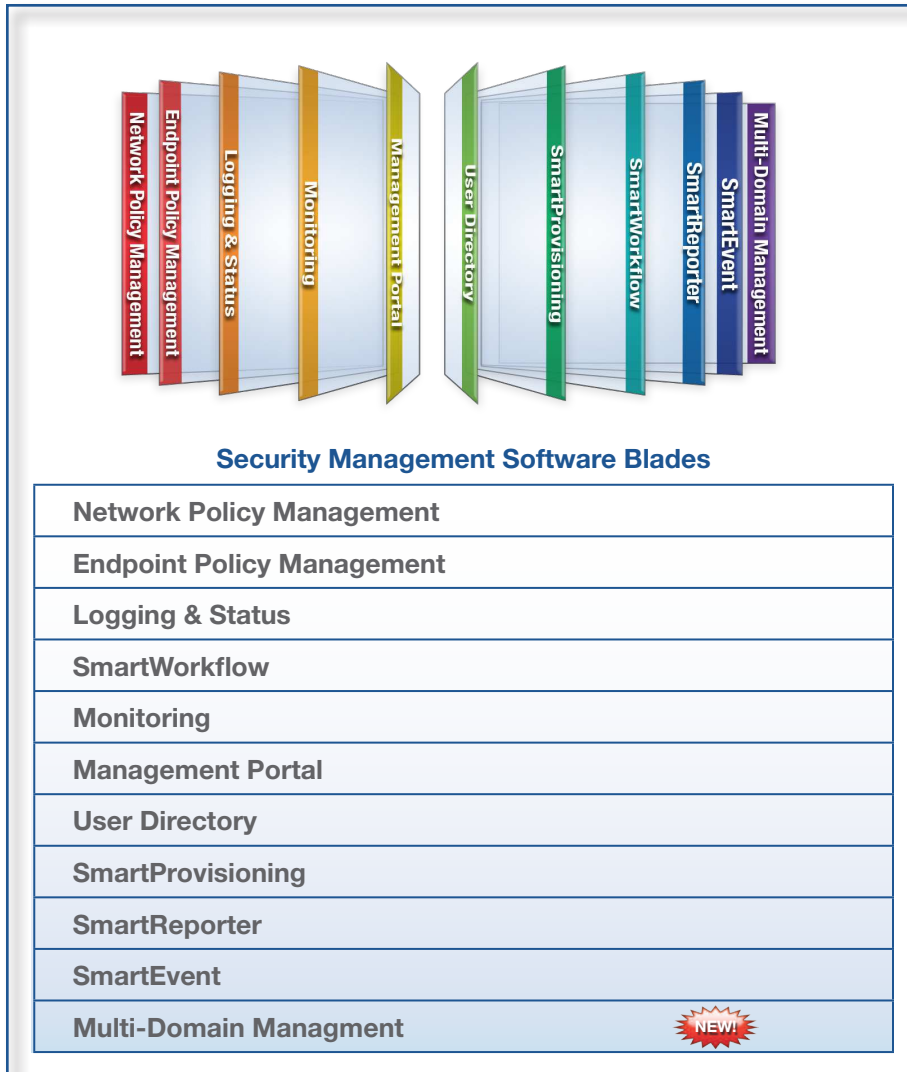 Network Policy Management
Endpoint Policy Management
Logging & Status
Monitoring
Management Portal
User Directory
SmartProvisioning
SmartWorkflow
SmartReporter
SmartEvent
Multi-Domain Management
Security Management Software Blades
Network Policy Management
Endpoint Policy Management
Logging & Status
SmartWorkflow
Monitoring
Management Portal
User Directory
SmartProvisioning
SmartReporter
SmartEvent
Multi-Domain Managment NEW!